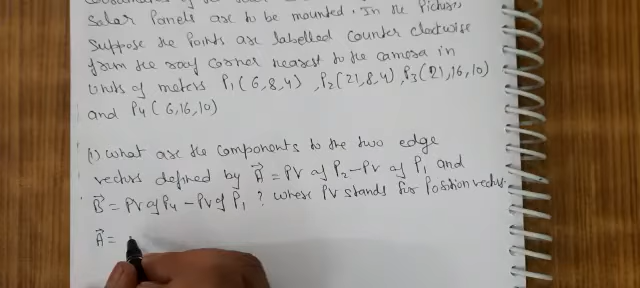 Solar Panels are to be mounted. In the Picture,
Suppose the Points are labelled counter clockwise
from the roof corner nearest to the camera in
Units of meters P₁(6,8,4), P₂(21,8,4), P₃(21,16,10)
and P₄(6,16,10)
(i) What are the components to the two edge
vectors defined by A⃗ = PV of P₂ - PV of P₁ and
B⃗ = PV of P₄ - PV of P₁ ? where PV stands for Position vector.
A⃗ =